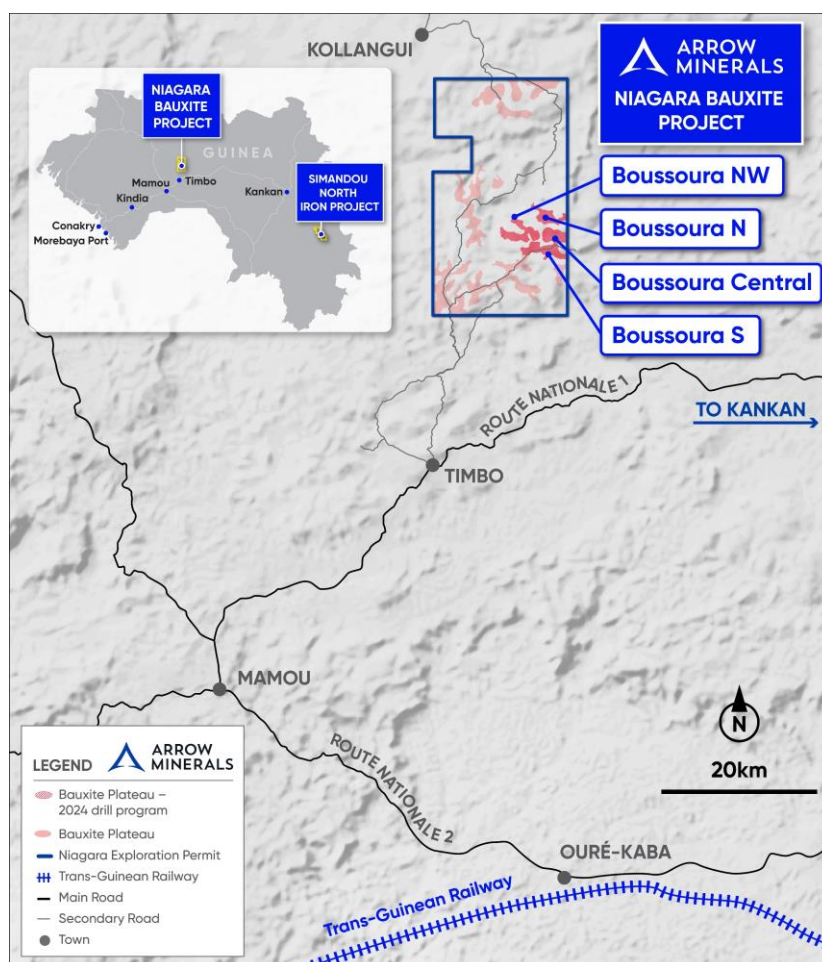 KOLLANGUI
ARROW
MINERALS
NIAGARA BAUXITE
PROJECT
NIAGARA
BAUXITE
PROJECT
GUINEA
SIMANDOU
NORTH
IRON PROJECT
Mamou
Timbo
Kindia
Kankan
Conakry
Morebaya Port
Boussoura NW
Boussoura N
Boussoura Central
Boussoura S
ROUTE NATIONALE 1
TO KANKAN
TIMBO
MAMOU
ROUTE NATIONALE 2
N
20km
OURÉ-KABA
Trans-Guinean Railway
LEGEND
ARROW
MINERALS
Bauxite Plateau –
2024 drill program
Bauxite Plateau
Niagara Exploration Permit
Trans-Guinean Railway
Main Road
Secondary Road
Town